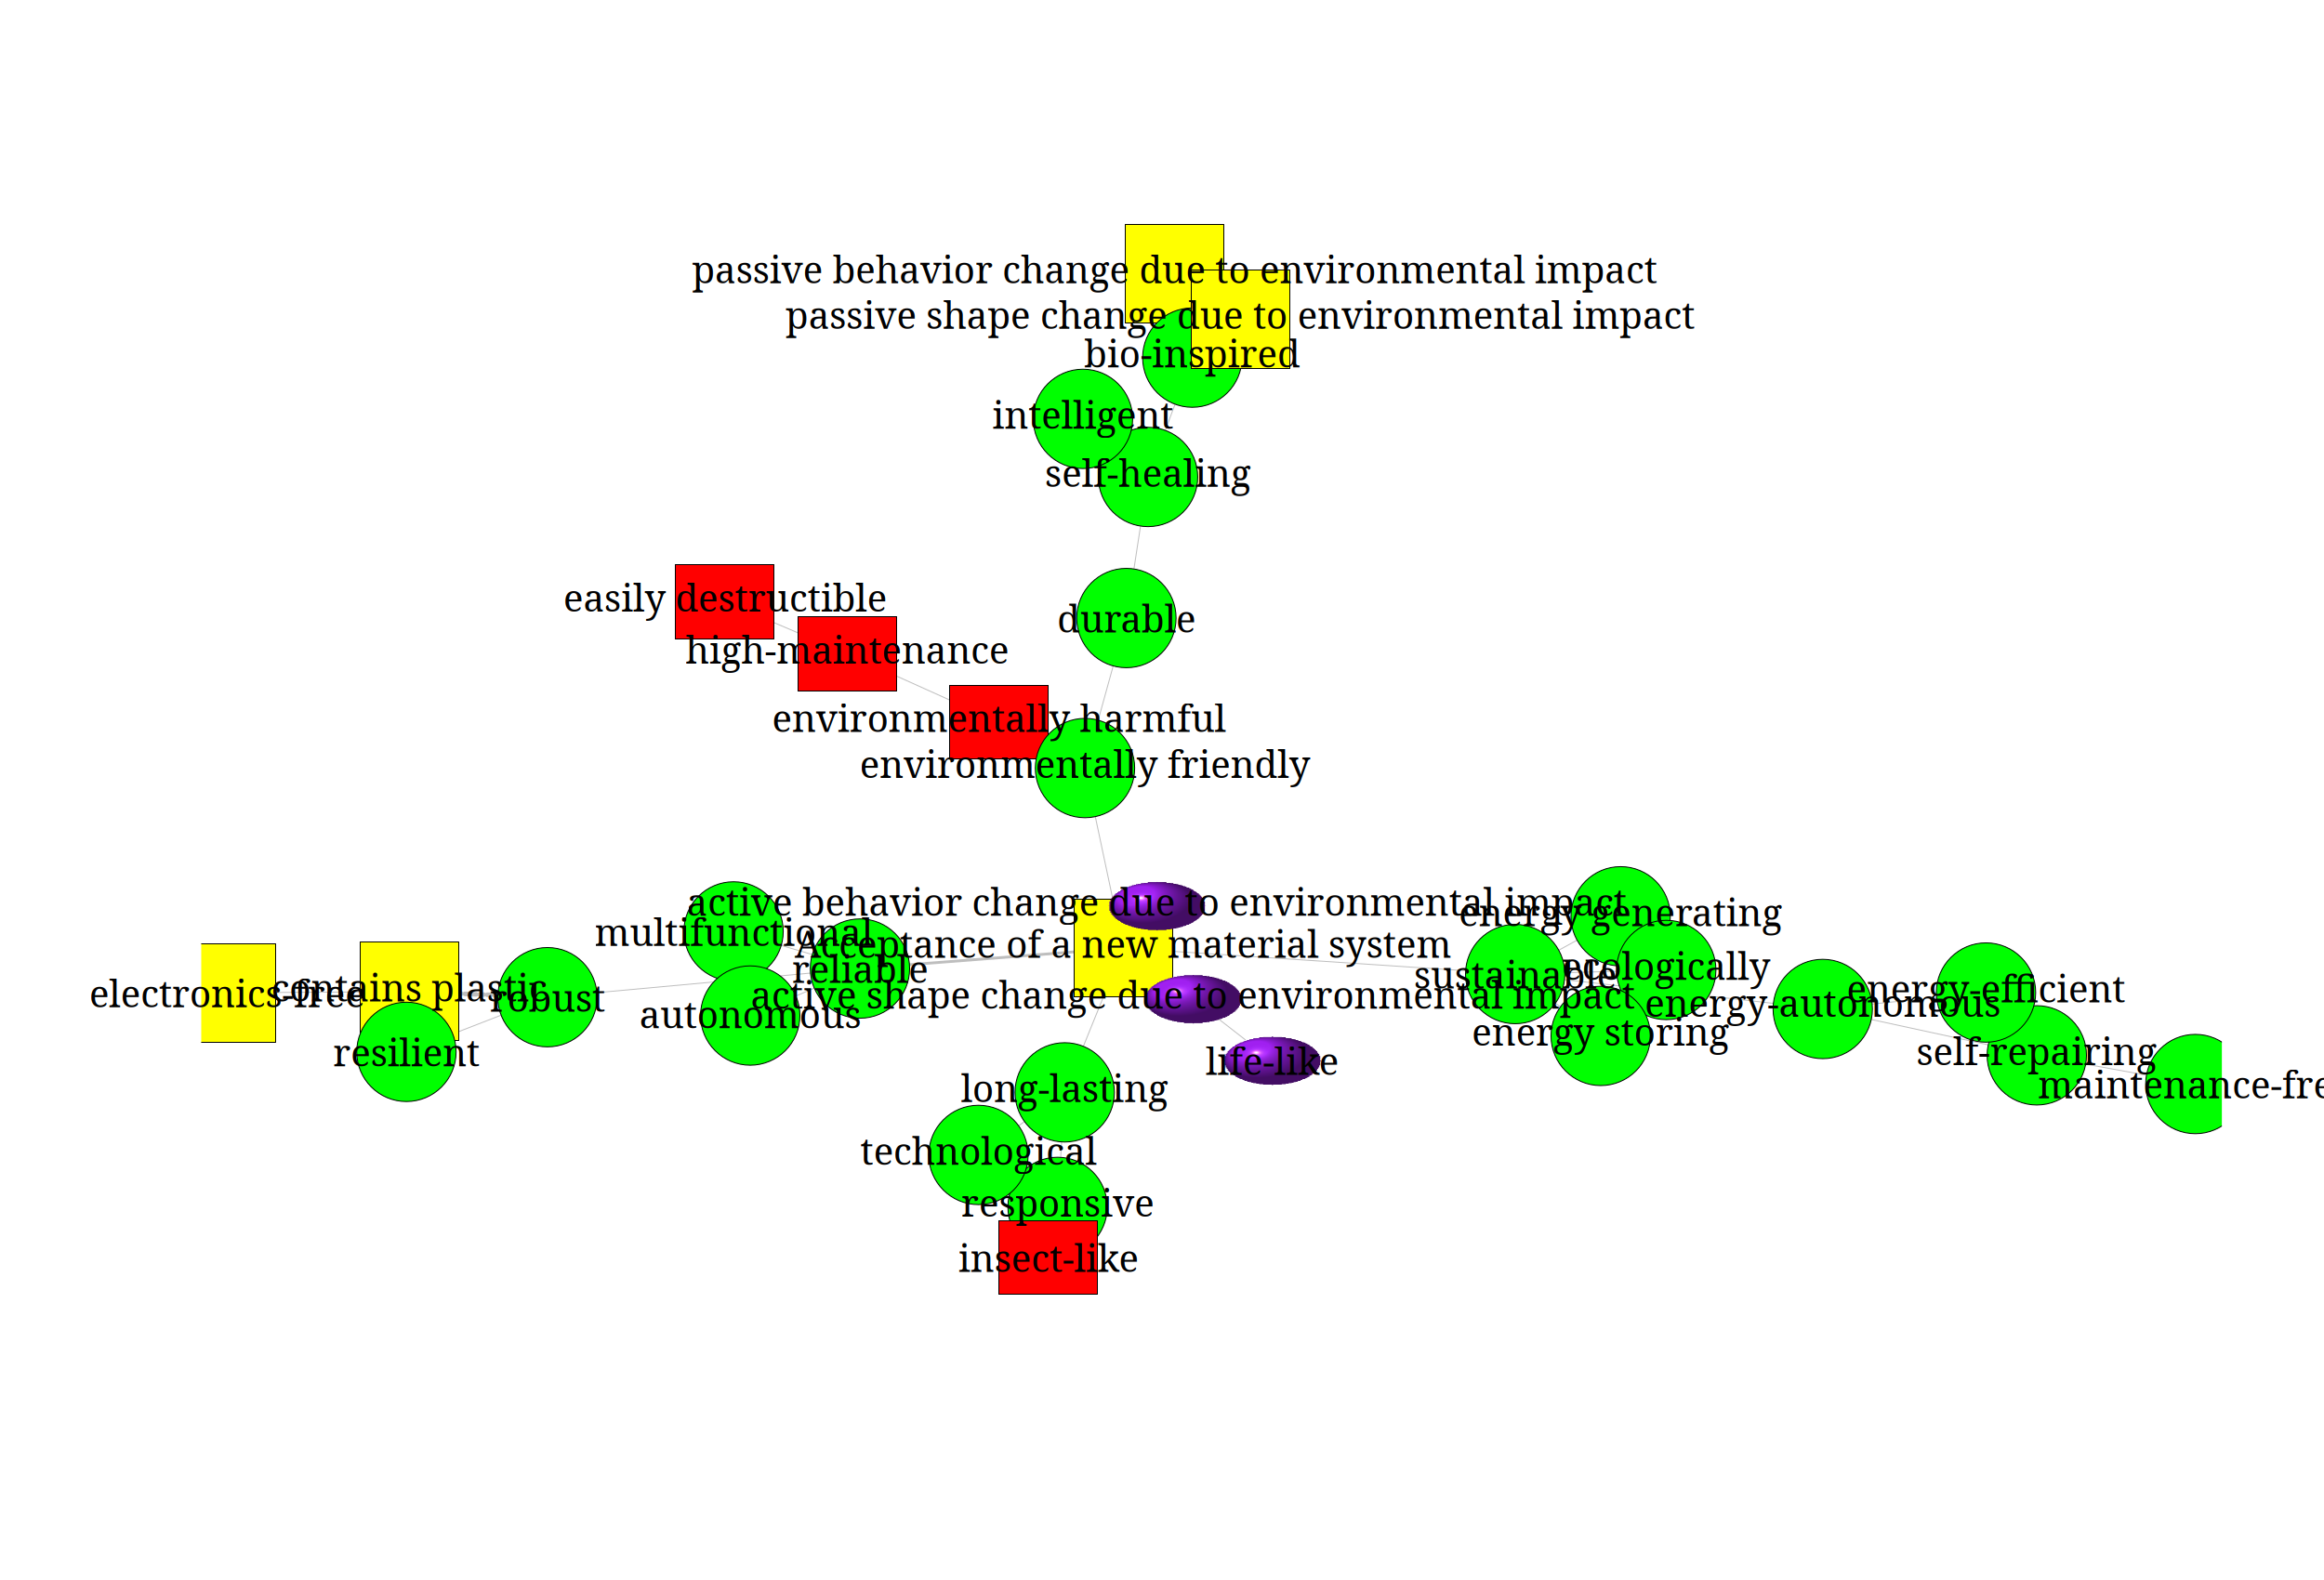 passive behavior change due to environmental impact
passive shape change due to environmental impact
bio-inspired
intelligent
self-healing
easily destructible
durable
high-maintenance
environmentally harmful
environmentally friendly
active behavior change due to environmental impact
energy generating
multifunctional
Acceptance of a new material system
reliable
ecologically
sustainable
contains plastic
electronics-free
robust
active shape change due to environmental impact
energy-efficient
energy-autonomous
autonomous
energy storing
resilient
life-like
self-repairing
long-lasting
maintenance-fre
technological
responsive
insect-like